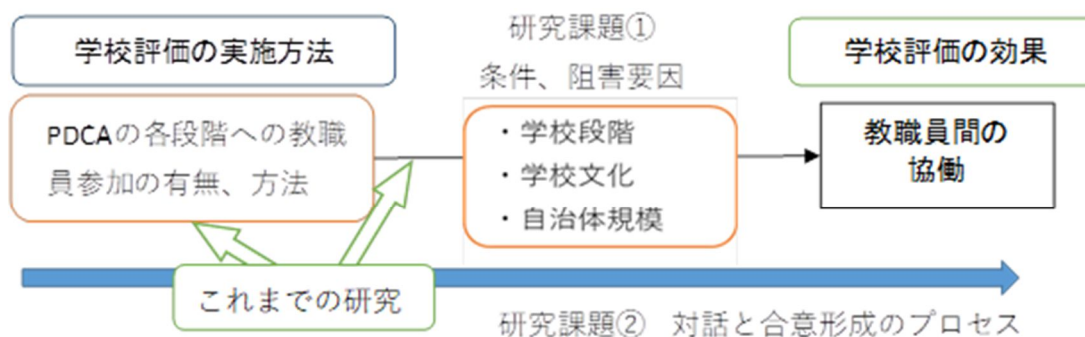 学校評価の実施方法
PDCAの各段階への教職
員参加の有無、方法
これまでの研究
研究課題①
条件、阻害要因
・学校段階
・学校文化
・自治体規模
学校評価の効果
教職員間の
協働
研究課題② 対話と合意形成のプロセス